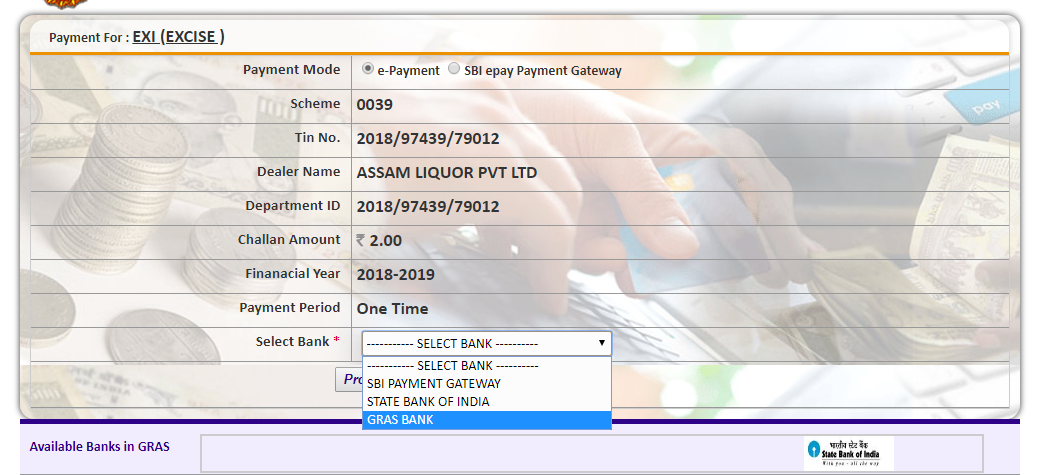 Payment For : EXI (EXCISE )
Payment Mode e-Payment SBI epay Payment Gateway
Scheme 0039
Tin No. 2018/97439/79012
Dealer Name ASSAM LIQUOR PVT LTD
Department ID 2018/97439/79012
Challan Amount ₹ 2.00
Finanacial Year 2018-2019
Payment Period One Time
Select Bank * ----------- SELECT BANK ----------
----------- SELECT BANK ----------
SBI PAYMENT GATEWAY
STATE BANK OF INDIA
GRAS BANK
Available Banks in GRAS
भारतीय स्टेट बैंक
State Bank of India
With you - all the way
pay